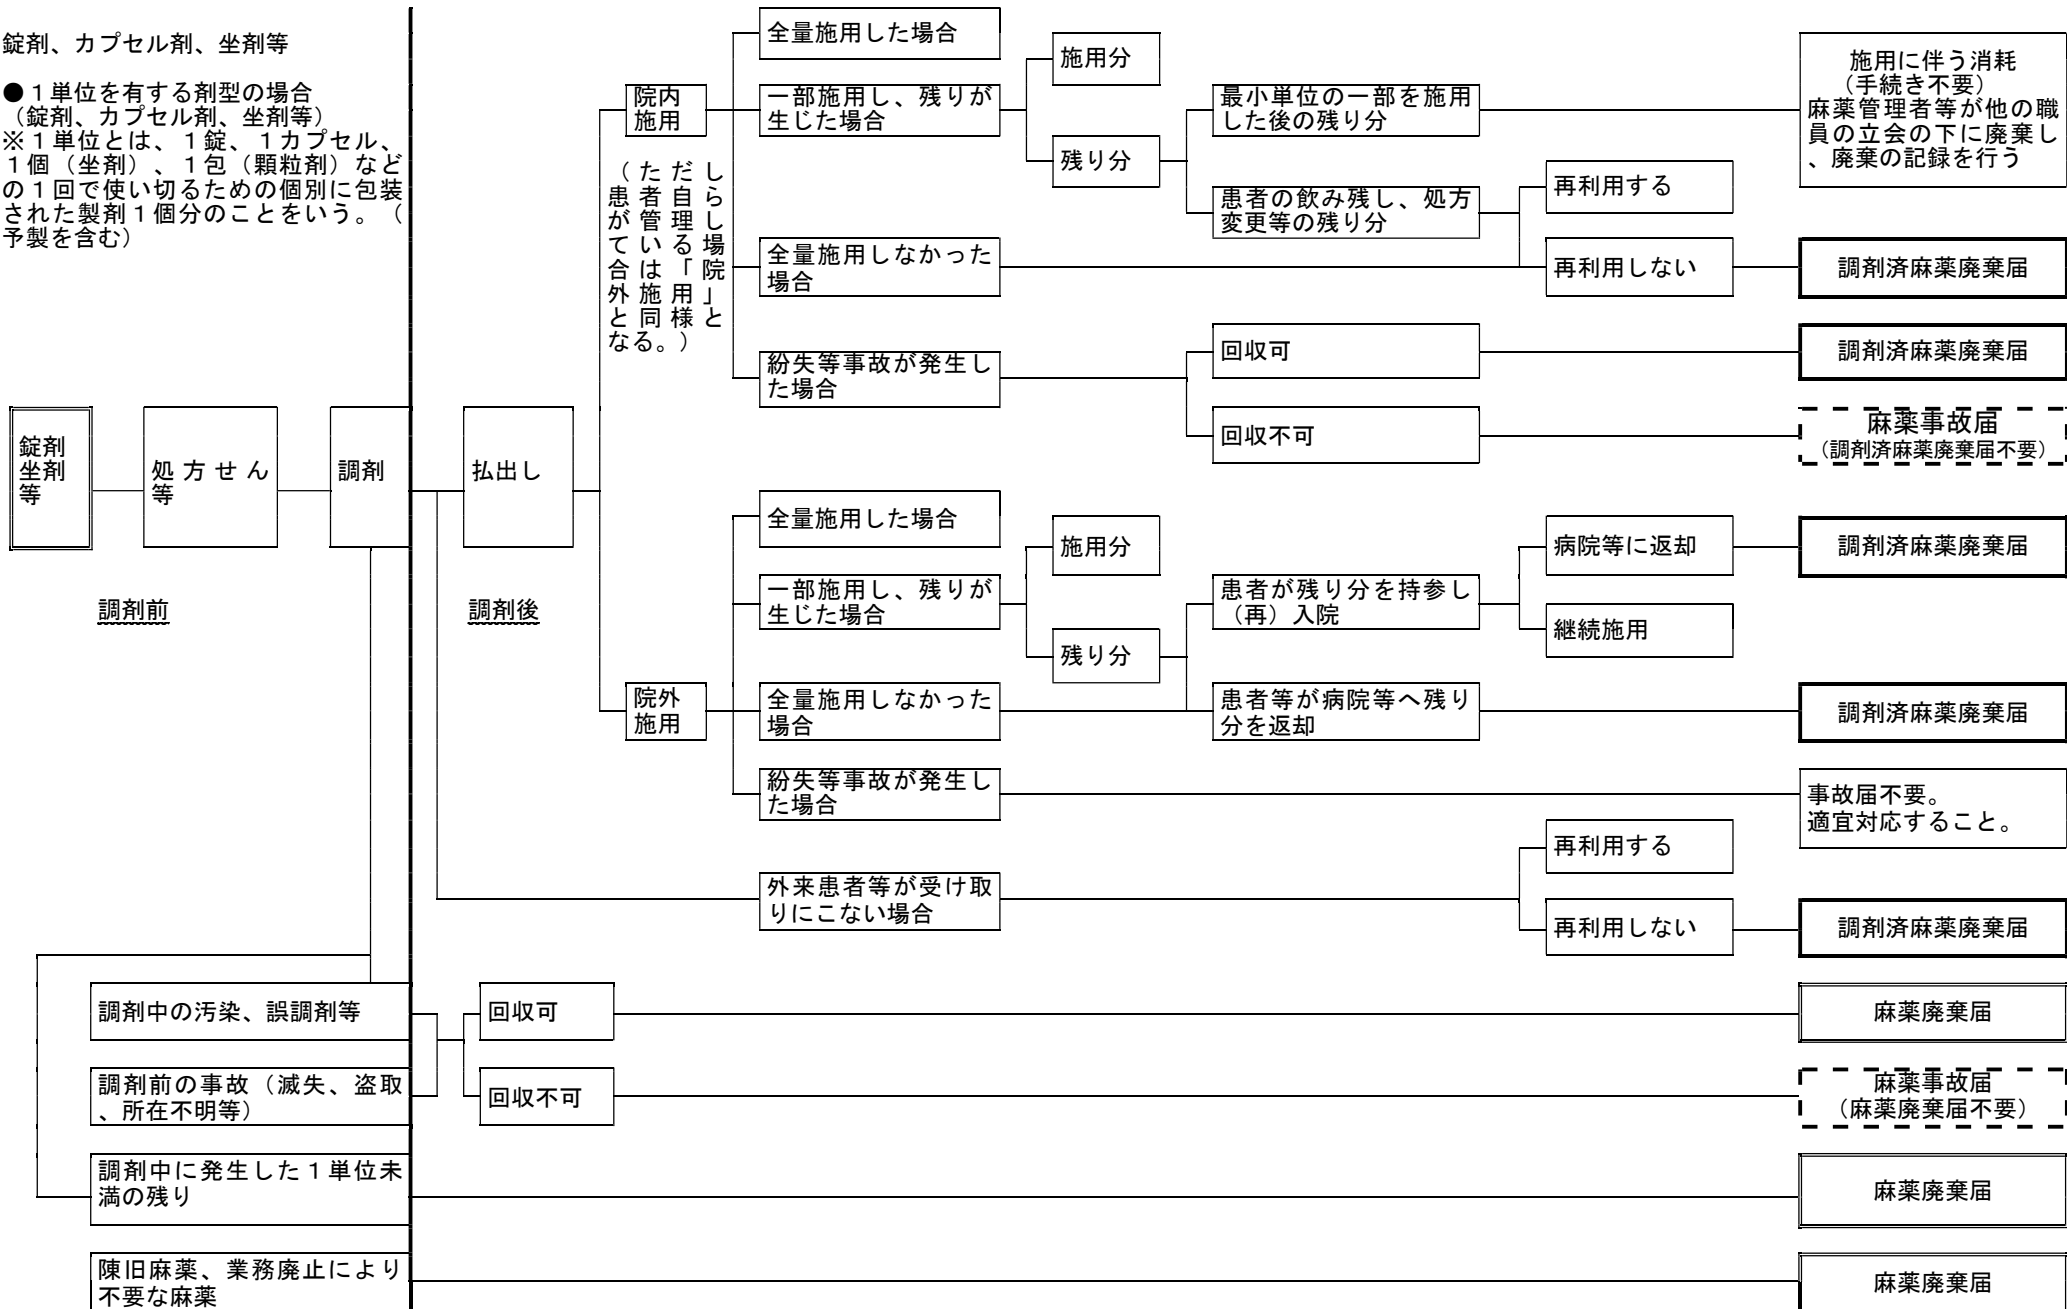 錠剤、カプセル剤、坐剤等
●1単位を有する剤型の場合
(錠剤、カプセル剤、坐剤等)
※1単位とは、1錠、1カプセル、
1個(坐剤)、1包(顆粒剤)など
の1回で使い切るための個別に包装
された製剤1個分のことをいう。(
予製を含む)
錠剤
坐剤
等
処方せん
等
調剤
払出し
調剤前
調剤後
院内
施用
(ただし
患者自ら
が管理し
ている場
合は「院
外施用」
と同様と
なる。)
全量施用した場合
一部施用し、残りが
生じた場合
施用分
残り分
最小単位の一部を施用
した後の残り分
施用に伴う消耗
(手続き不要)
麻薬管理者等が他の職
員の立会の下に廃棄し
、廃棄の記録を行う
患者の飲み残し、処方
変更等の残り分
再利用する
全量施用しなかった
場合
再利用しない
調剤済麻薬廃棄届
紛失等事故が発生し
た場合
回収可
調剤済麻薬廃棄届
回収不可
麻薬事故届
(調剤済麻薬廃棄届不要)
院外
施用
全量施用した場合
一部施用し、残りが
生じた場合
施用分
残り分
患者が残り分を持参し
(再)入院
病院等に返却
調剤済麻薬廃棄届
継続施用
全量施用しなかった
場合
患者等が病院等へ残り
分を返却
調剤済麻薬廃棄届
紛失等事故が発生し
た場合
事故届不要。
適宜対応すること。
外来患者等が受け取
りにこない場合
再利用する
再利用しない
調剤済麻薬廃棄届
調剤中の汚染、誤調剤等
回収可
麻薬廃棄届
調剤前の事故(滅失、盗取
、所在不明等)
回収不可
麻薬事故届
(麻薬廃棄届不要)
調剤中に発生した1単位未
満の残り
麻薬廃棄届
陳旧麻薬、業務廃止により
不要な麻薬
麻薬廃棄届